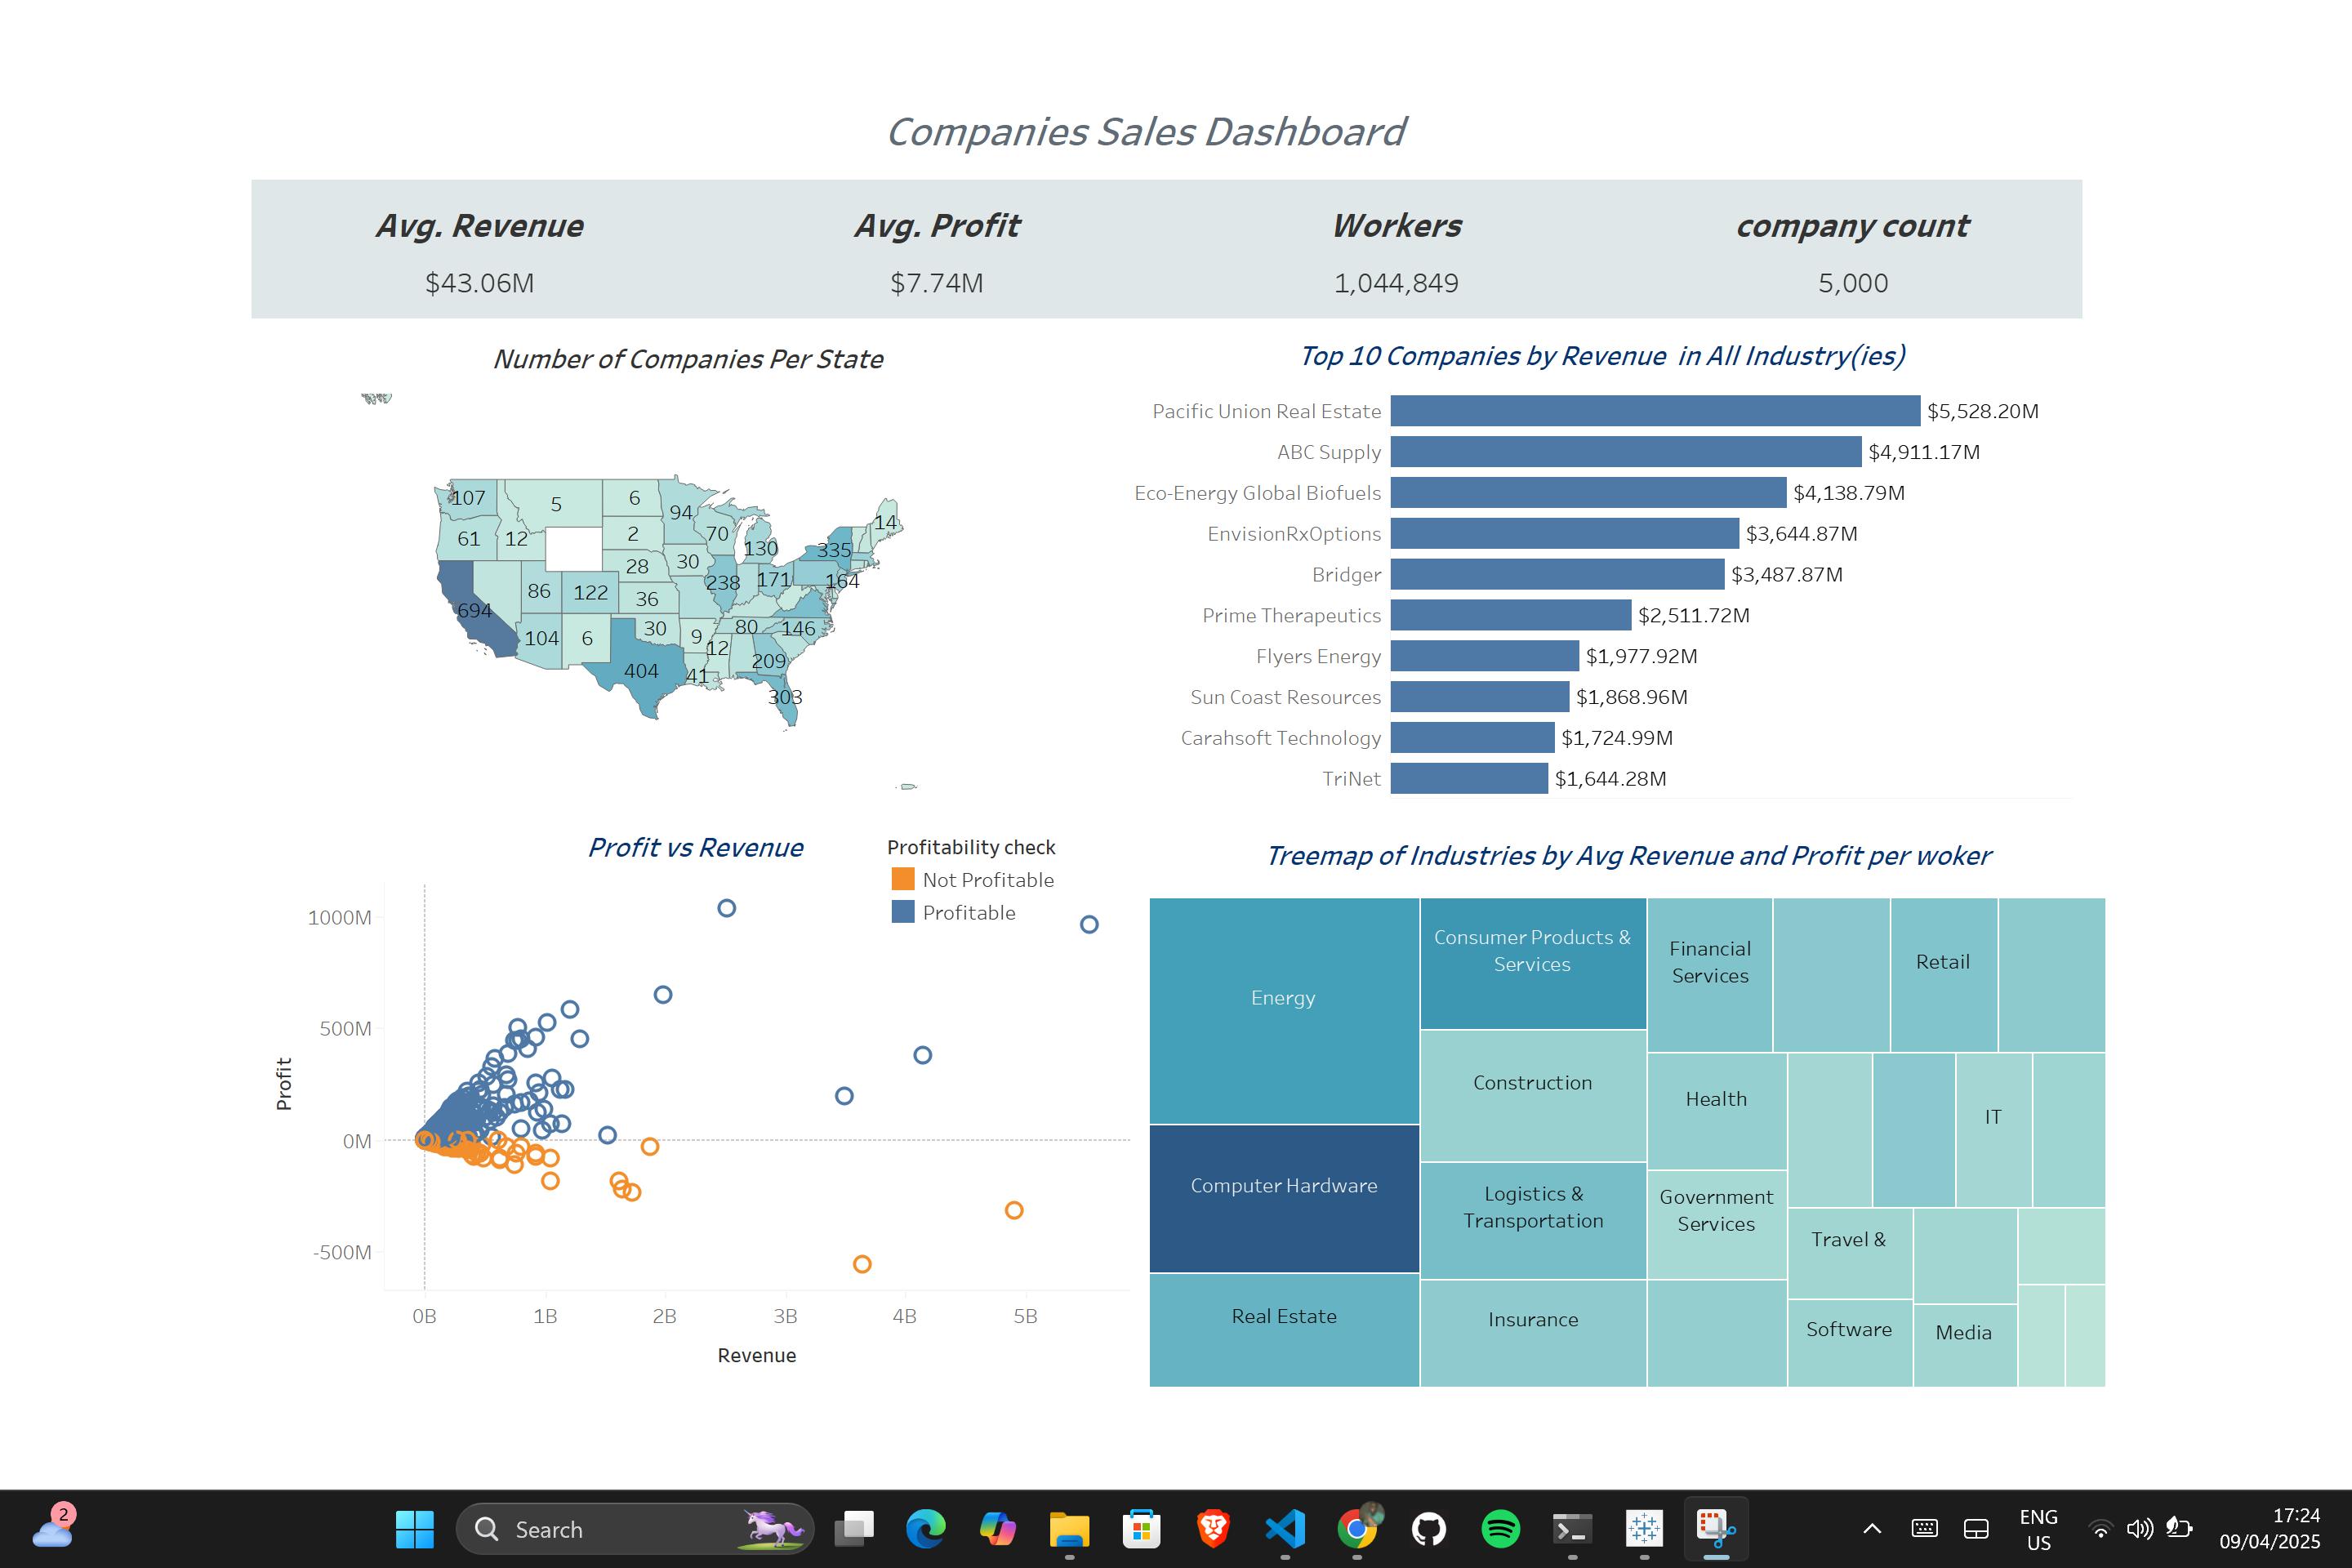 Companies Sales Dashboard
Avg. Revenue
Avg. Profit
Workers
company count
$43.06M
$7.74M
1,044,849
5,000
Number of Companies Per State
107
5
6
94
14
61
12
2
70
130
335
28
30
86
122
36
238
171
164
694
104
6
30
9
80
146
12
404
41
209
303
Top 10 Companies by Revenue in All Industry(ies)
Pacific Union Real Estate $5,528.20M
ABC Supply $4,911.17M
Eco-Energy Global Biofuels $4,138.79M
EnvisionRxOptions $3,644.87M
Bridger $3,487.87M
Prime Therapeutics $2,511.72M
Flyers Energy $1,977.92M
Sun Coast Resources $1,868.96M
Carahsoft Technology $1,724.99M
TriNet $1,644.28M
Profit vs Revenue
Profitability check
Not Profitable
Profitable
1000M
500M
0M
-500M
Profit
0B 1B 2B 3B 4B 5B
Revenue
Treemap of Industries by Avg Revenue and Profit per woker
Energy
Computer Hardware
Real Estate
Consumer Products &
Services
Construction
Logistics &
Transportation
Insurance
Financial
Services
Retail
Health
IT
Government
Services
Travel &
Software
Media
2
Search
ENG
US
17:24
09/04/2025